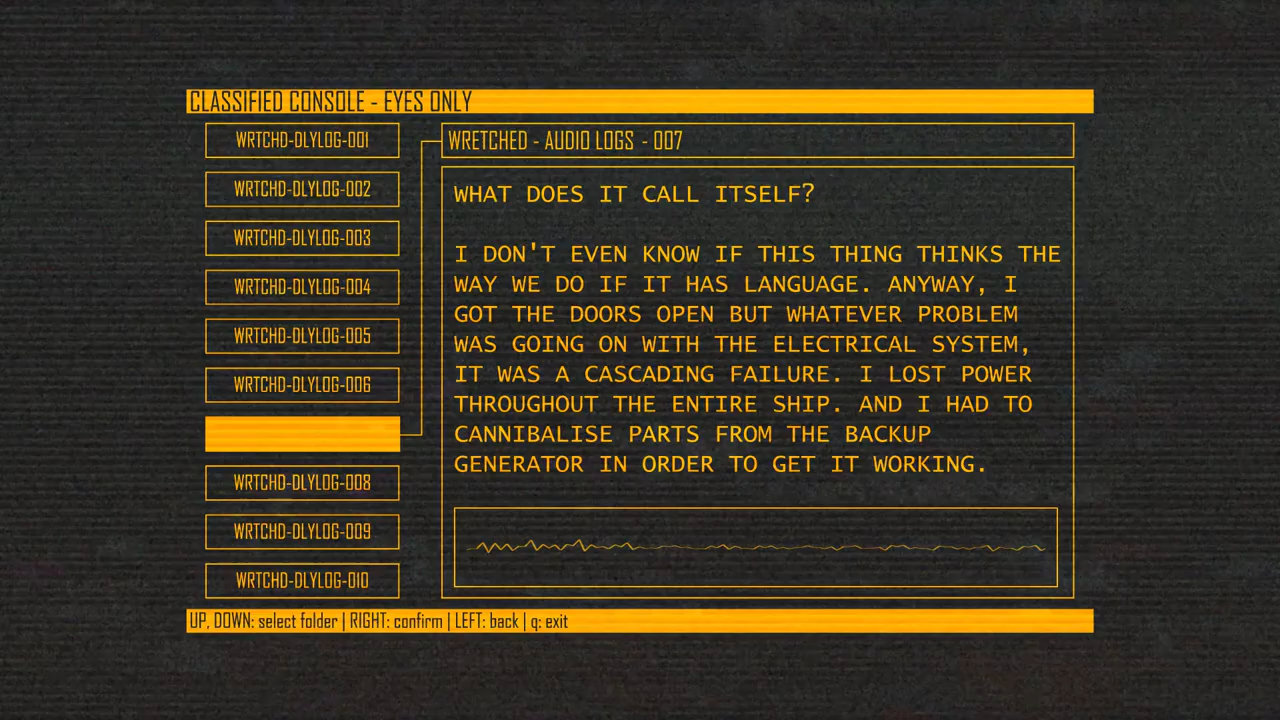 CLASSIFIED CONSOLE - EYES ONLY
WRTCHD-DLYLOG-001
WRTCHD-DLYLOG-002
WRTCHD-DLYLOG-003
WRTCHD-DLYLOG-004
WRTCHD-DLYLOG-005
WRTCHD-DLYLOG-006
WRTCHD-DLYLOG-008
WRTCHD-DLYLOG-009
WRTCHD-DLYLOG-010
WRETCHED - AUDIO LOGS - 007
WHAT DOES IT CALL ITSELF?
I DON'T EVEN KNOW IF THIS THING THINKS THE
WAY WE DO IF IT HAS LANGUAGE. ANYWAY, I
GOT THE DOORS OPEN BUT WHATEVER PROBLEM
WAS GOING ON WITH THE ELECTRICAL SYSTEM,
IT WAS A CASCADING FAILURE. I LOST POWER
THROUGHOUT THE ENTIRE SHIP. AND I HAD TO
CANNIBALISE PARTS FROM THE BACKUP
GENERATOR IN ORDER TO GET IT WORKING.
UP, DOWN: select folder | RIGHT: confirm | LEFT: back | q: exit